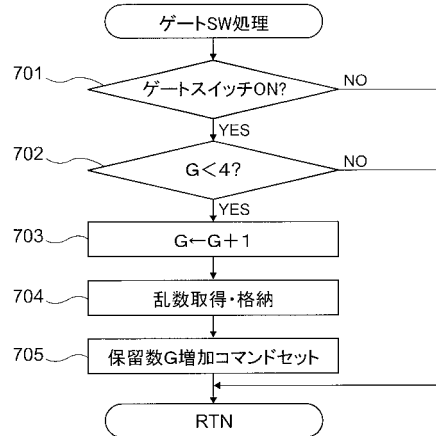 ゲートSW処理
701
ゲートスイッチON?
NO
YES
702
G<4?
NO
YES
703
G←G+1
704
乱数取得・格納
705
保留数G増加コマンドセット
RTN